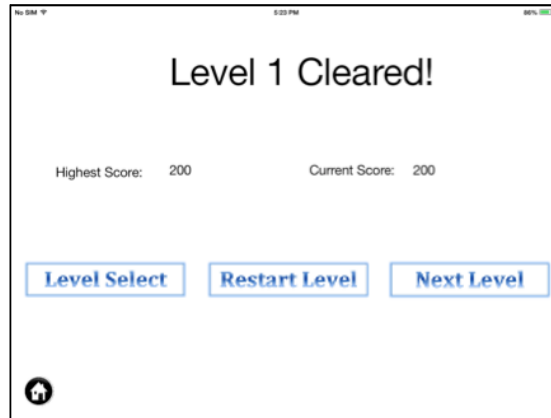 No SIM 5:23 PM 86%
Level 1 Cleared!
Highest Score: 200 Current Score: 200
Level Select Restart Level Next Level